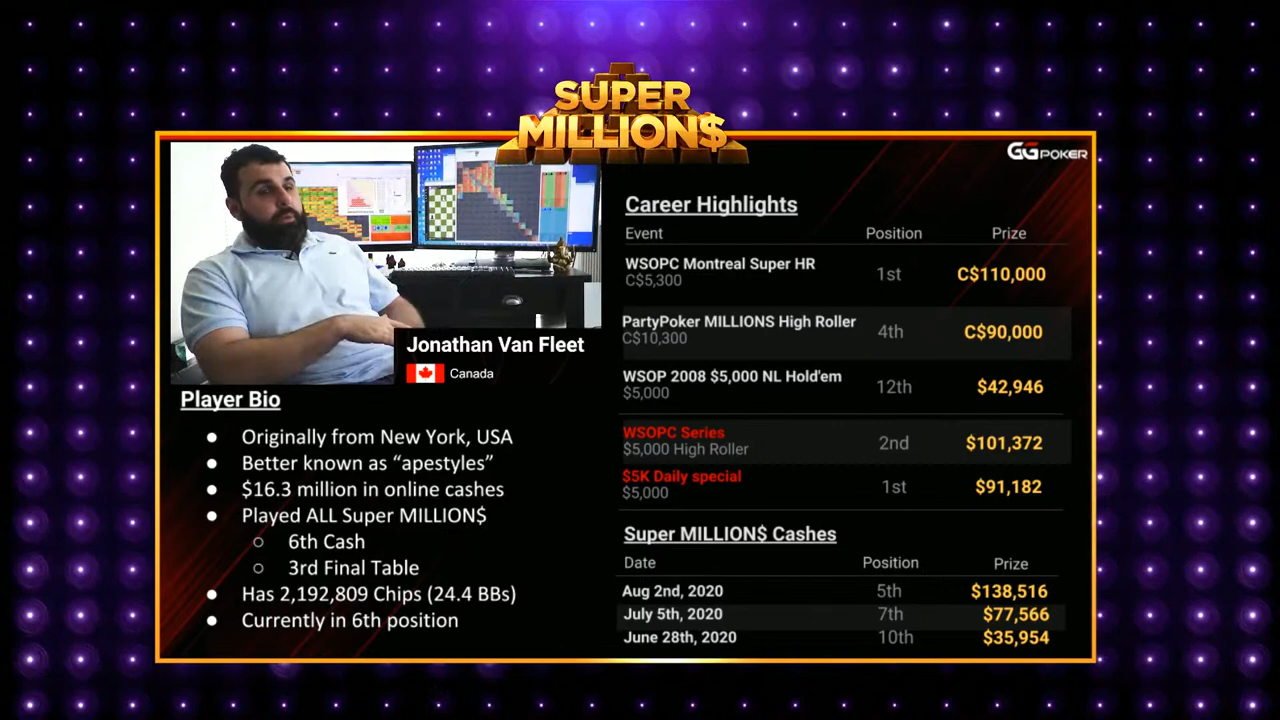 SUPER
MILLION$
GGPOKER
Jonathan Van Fleet
Canada
Player Bio
● Originally from New York, USA
● Better known as “apestyles”
● $16.3 million in online cashes
● Played ALL Super MILLION$
○ 6th Cash
○ 3rd Final Table
● Has 2,192,809 Chips (24.4 BBs)
● Currently in 6th position
Career Highlights
Event Position Prize
WSOPC Montreal Super HR
C$5,300 1st C$110,000
PartyPoker MILLIONS High Roller
C$10,300 4th C$90,000
WSOP 2008 $5,000 NL Hold'em
$5,000 12th $42,946
WSOPC Series
$5,000 High Roller 2nd $101,372
$5K Daily special
$5,000 1st $91,182
Super MILLION$ Cashes
Date Position Prize
Aug 2nd, 2020 5th $138,516
July 5th, 2020 7th $77,566
June 28th, 2020 10th $35,954